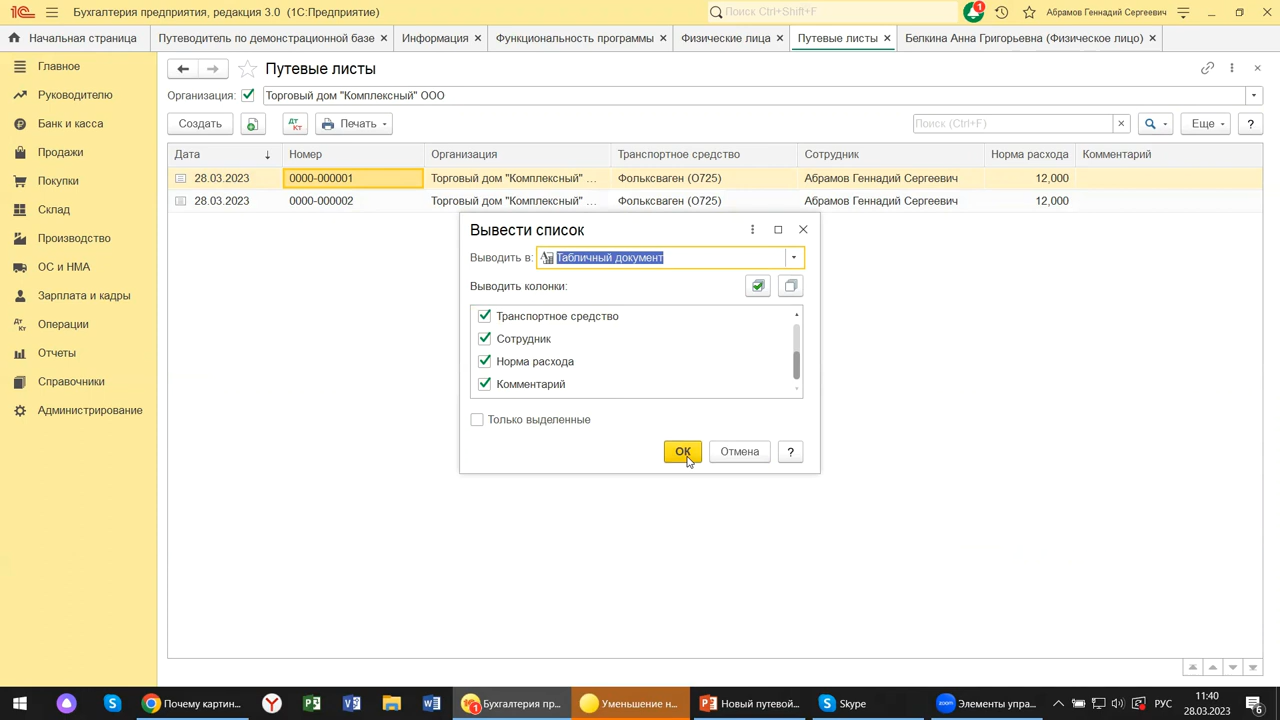 Бухгалтерия предприятия, редакция 3.0 (1С:Предприятие)
Поиск Ctrl+Shift+F
1
Абрамов Геннадий Сергеевич
Начальная страница
Путеводитель по демонстрационной базе
Информация
Функциональность программы
Физические лица
Путевые листы
Белкина Анна Григорьевна (Физическое лицо)
Главное
Руководителю
Банк и касса
Продажи
Покупки
Склад
Производство
ОС и НМА
Зарплата и кадры
Операции
Отчеты
Справочники
Администрирование
Путевые листы
Организация: Торговый дом "Комплексный" ООО
Создать
Дт Кт
Печать
Поиск (Ctrl+F)
Еще
?
Дата Номер Организация Транспортное средство Сотрудник Норма расхода Комментарий
28.03.2023 0000-000001 Торговый дом "Комплексный" ... Фольксваген (О725) Абрамов Геннадий Сергеевич 12,000
28.03.2023 0000-000002 Торговый дом "Комплексный" ... Фольксваген (О725) Абрамов Геннадий Сергеевич 12,000
Вывести список
Выводить в: Табличный документ
Выводить колонки:
Транспортное средство
Сотрудник
Норма расхода
Комментарий
Только выделенные
ОК
Отмена
?
Почему картин...
Бухгалтерия пр...
Уменьшение н...
Новый путевой...
Skype
Элементы упра...
РУС
11:40
28.03.2023
6